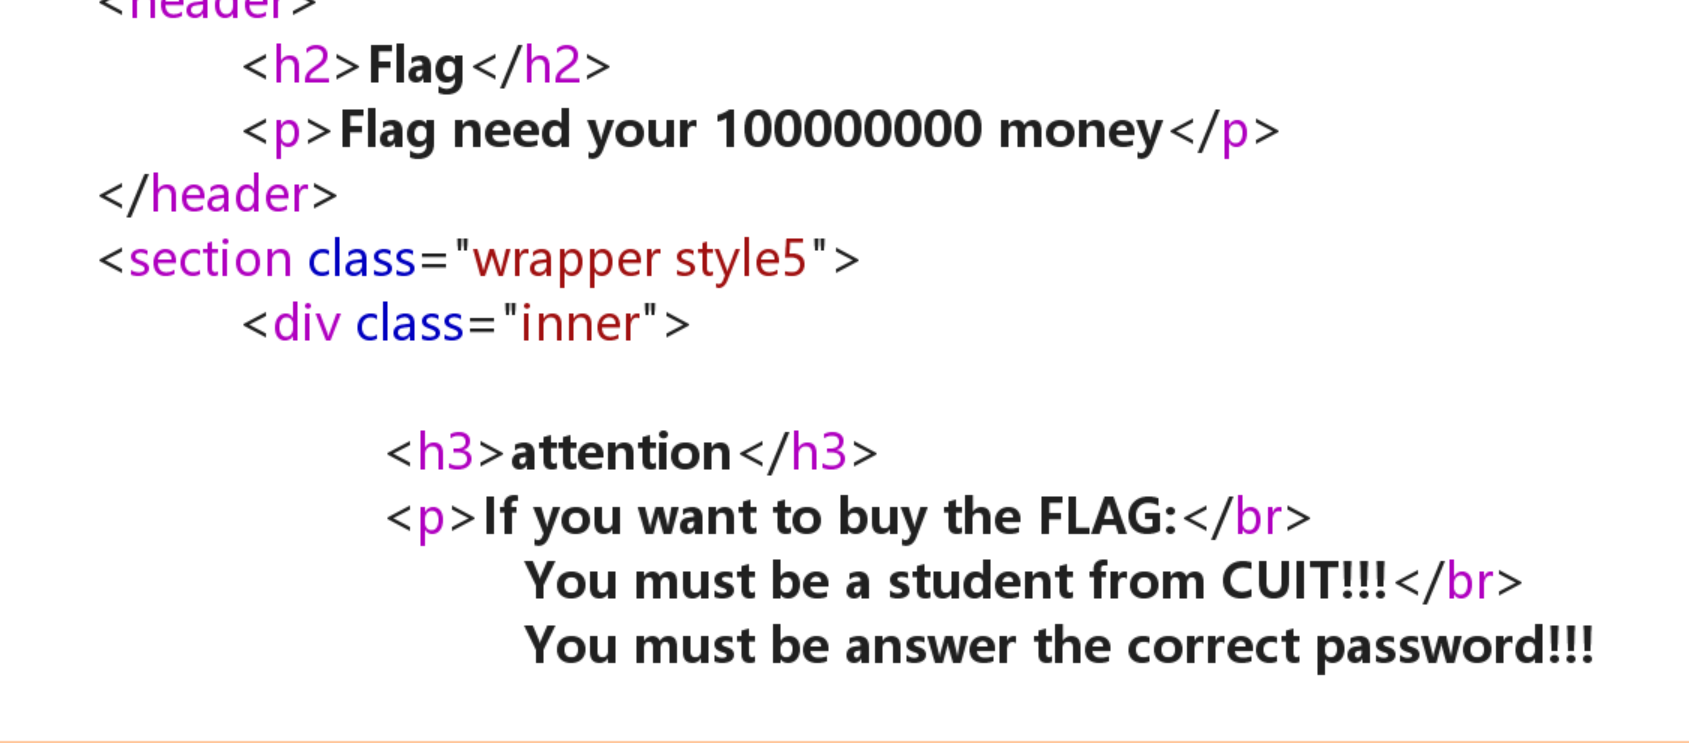 <header>
<h2>Flag</h2>
<p>Flag need your 100000000 money</p>
</header>
<section class="wrapper style5">
<div class="inner">
<h3>attention</h3>
<p>If you want to buy the FLAG:</br>
You must be a student from CUIT!!!</br>
You must be answer the correct password!!!